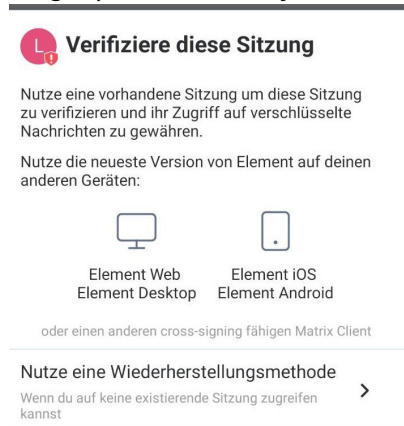 L Verifiziere diese Sitzung
Nutze eine vorhandene Sitzung um diese Sitzung
zu verifizieren und ihr Zugriff auf verschlüsselte
Nachrichten zu gewähren.
Nutze die neueste Version von Element auf deinen
anderen Geräten:
Element Web Element iOS
Element Desktop Element Android
oder einen anderen cross-signing fähigen Matrix Client
Nutze eine Wiederherstellungsmethode
Wenn du auf keine existierende Sitzung zugreifen
kannst